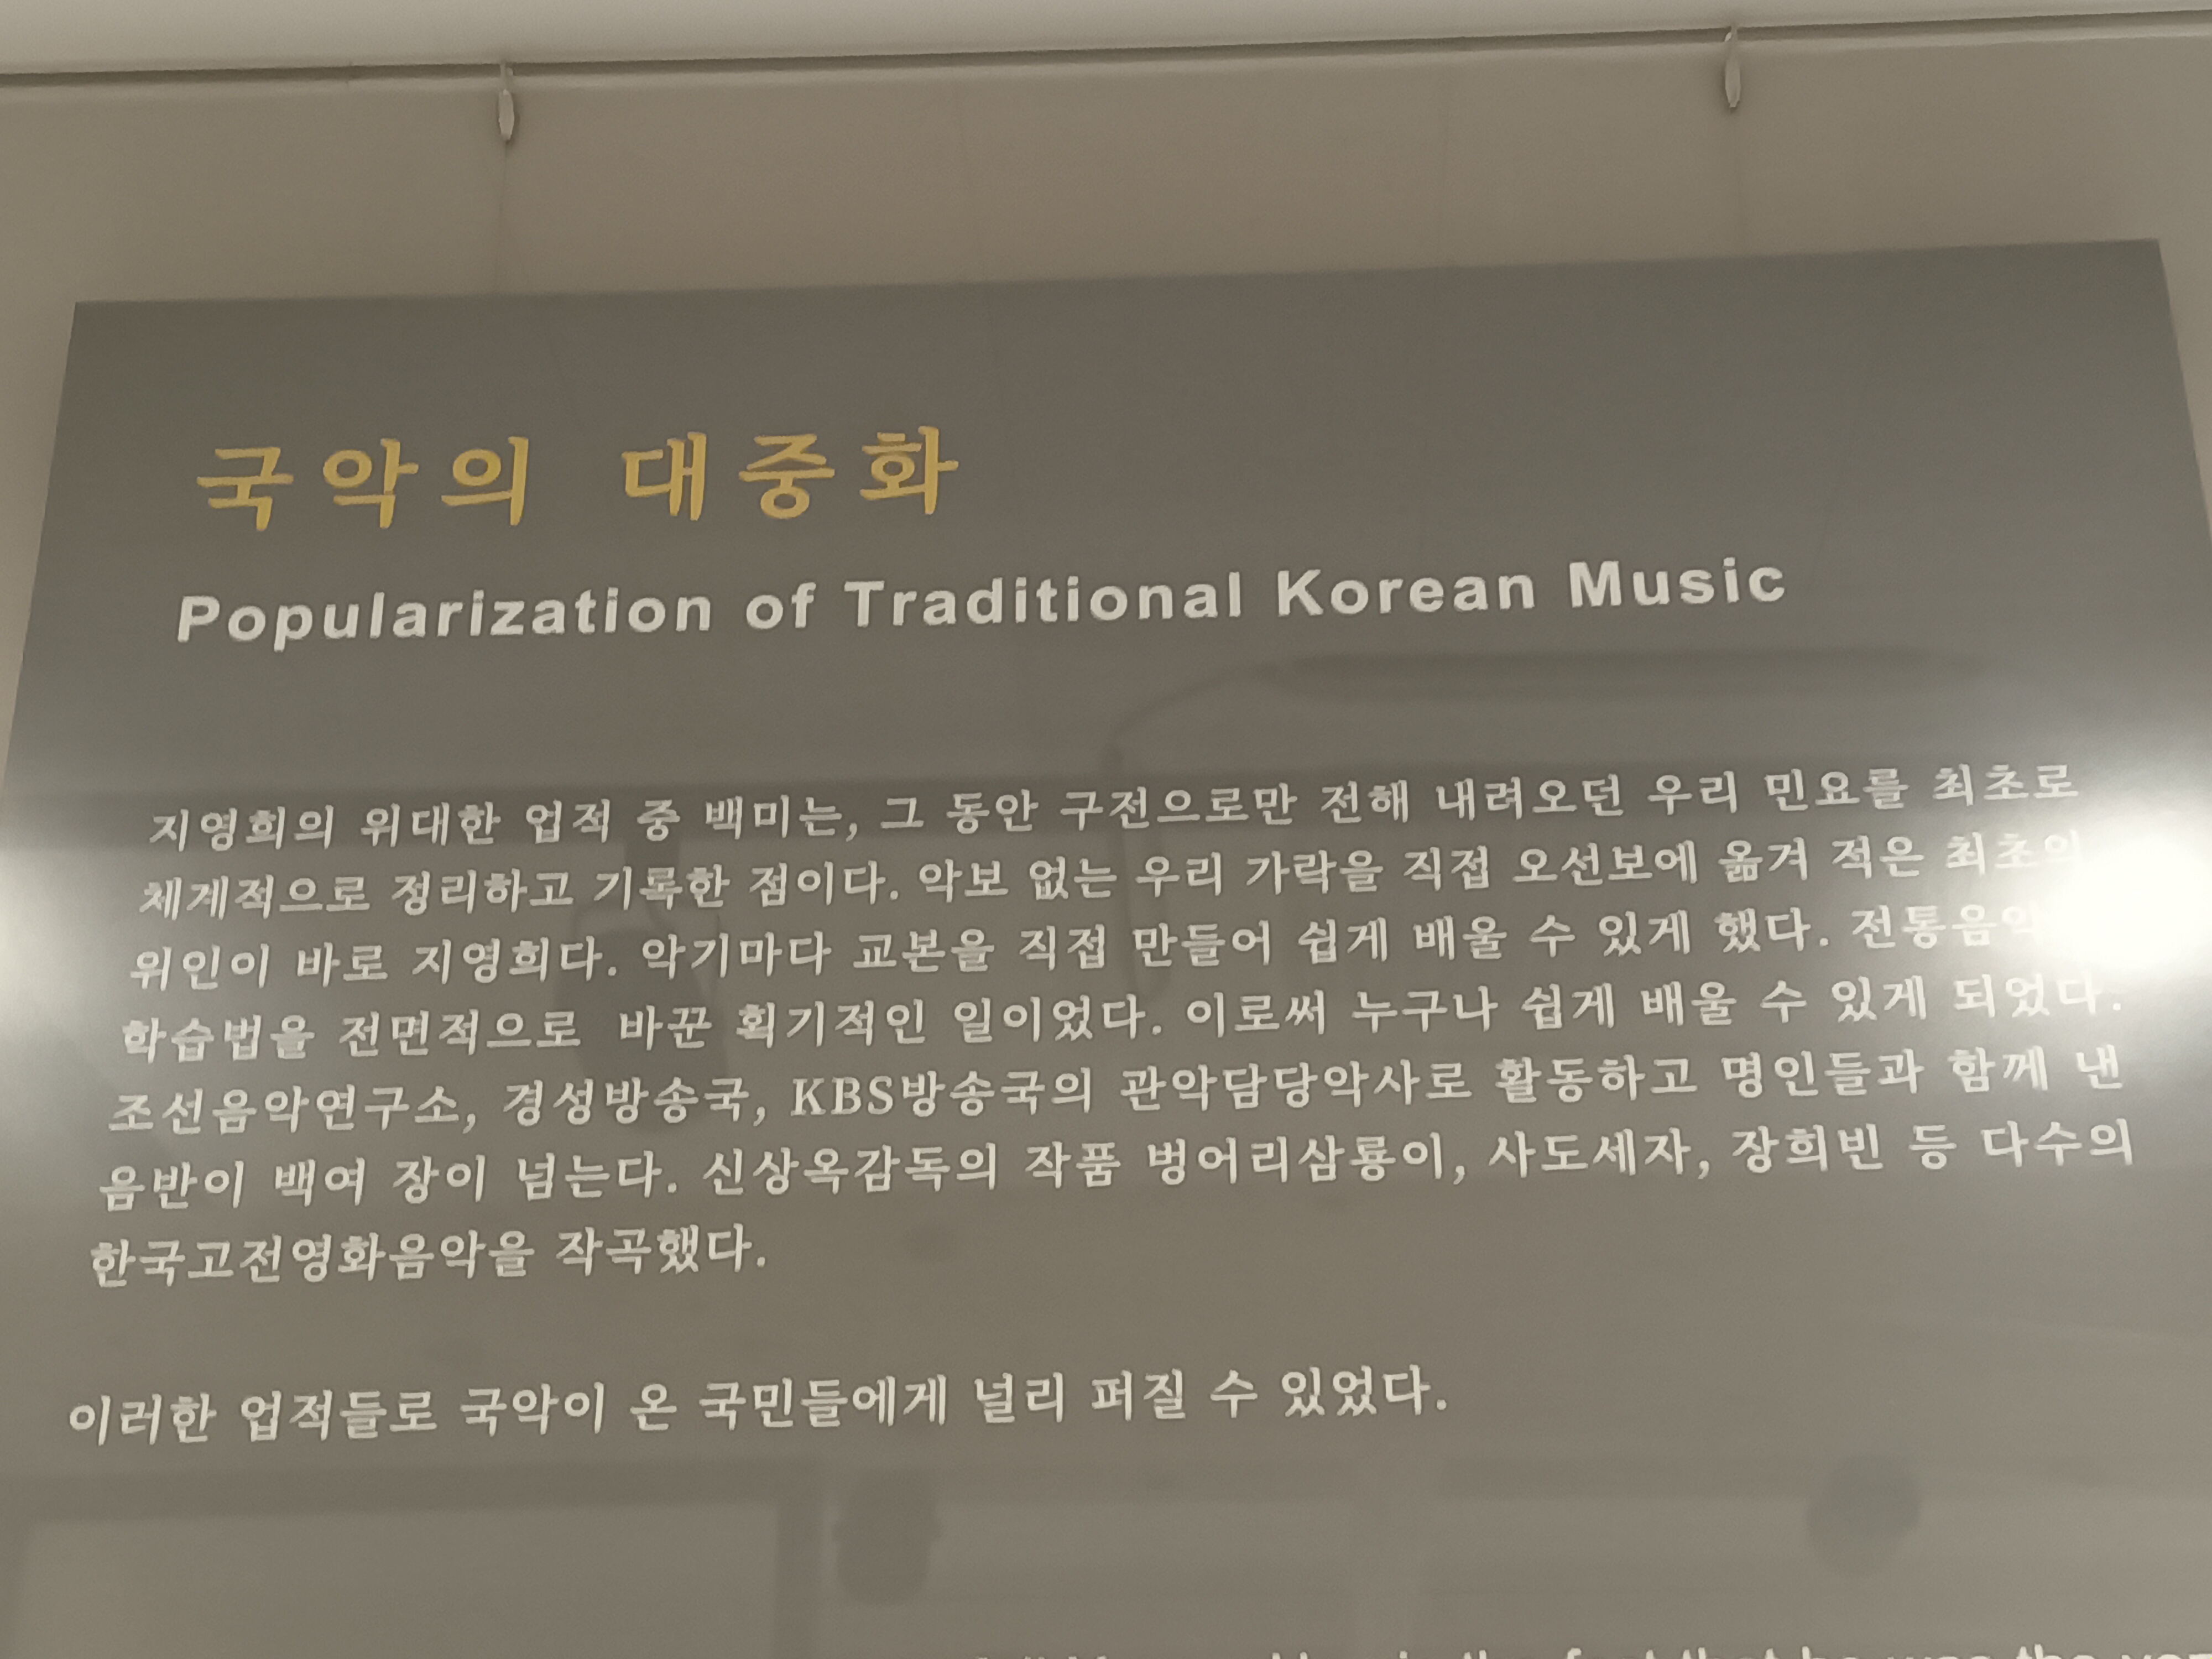 국악의 대중화
Popularization of Traditional Korean Music
지영희의 위대한 업적 중 백미는, 그 동안 구전으로만 전해 내려오던 우리 민요를 최초로
체계적으로 정리하고 기록한 점이다. 악보 없는 우리 가락을 직접 오선보에 옮겨 적은 최초의
위인이 바로 지영희다. 악기마다 교본을 직접 만들어 쉽게 배울 수 있게 했다.
학습법을 전면적으로 바꾼 획기적인 일이었다. 이로써 누구나 쉽게 배울 수 있게 되었다.
조선음악연구소, 경성방송국, KBS방송국의 관악담당악사로 활동하고 명인들과 함께 낸
음반이 백여 장이 넘는다. 신상옥감독의 작품 벙어리삼룡이, 사도세자, 장희빈 등 다수의
한국고전영화음악을 작곡했다.
이러한 업적들로 국악이 온 국민들에게 널리 퍼질 수 있었다.